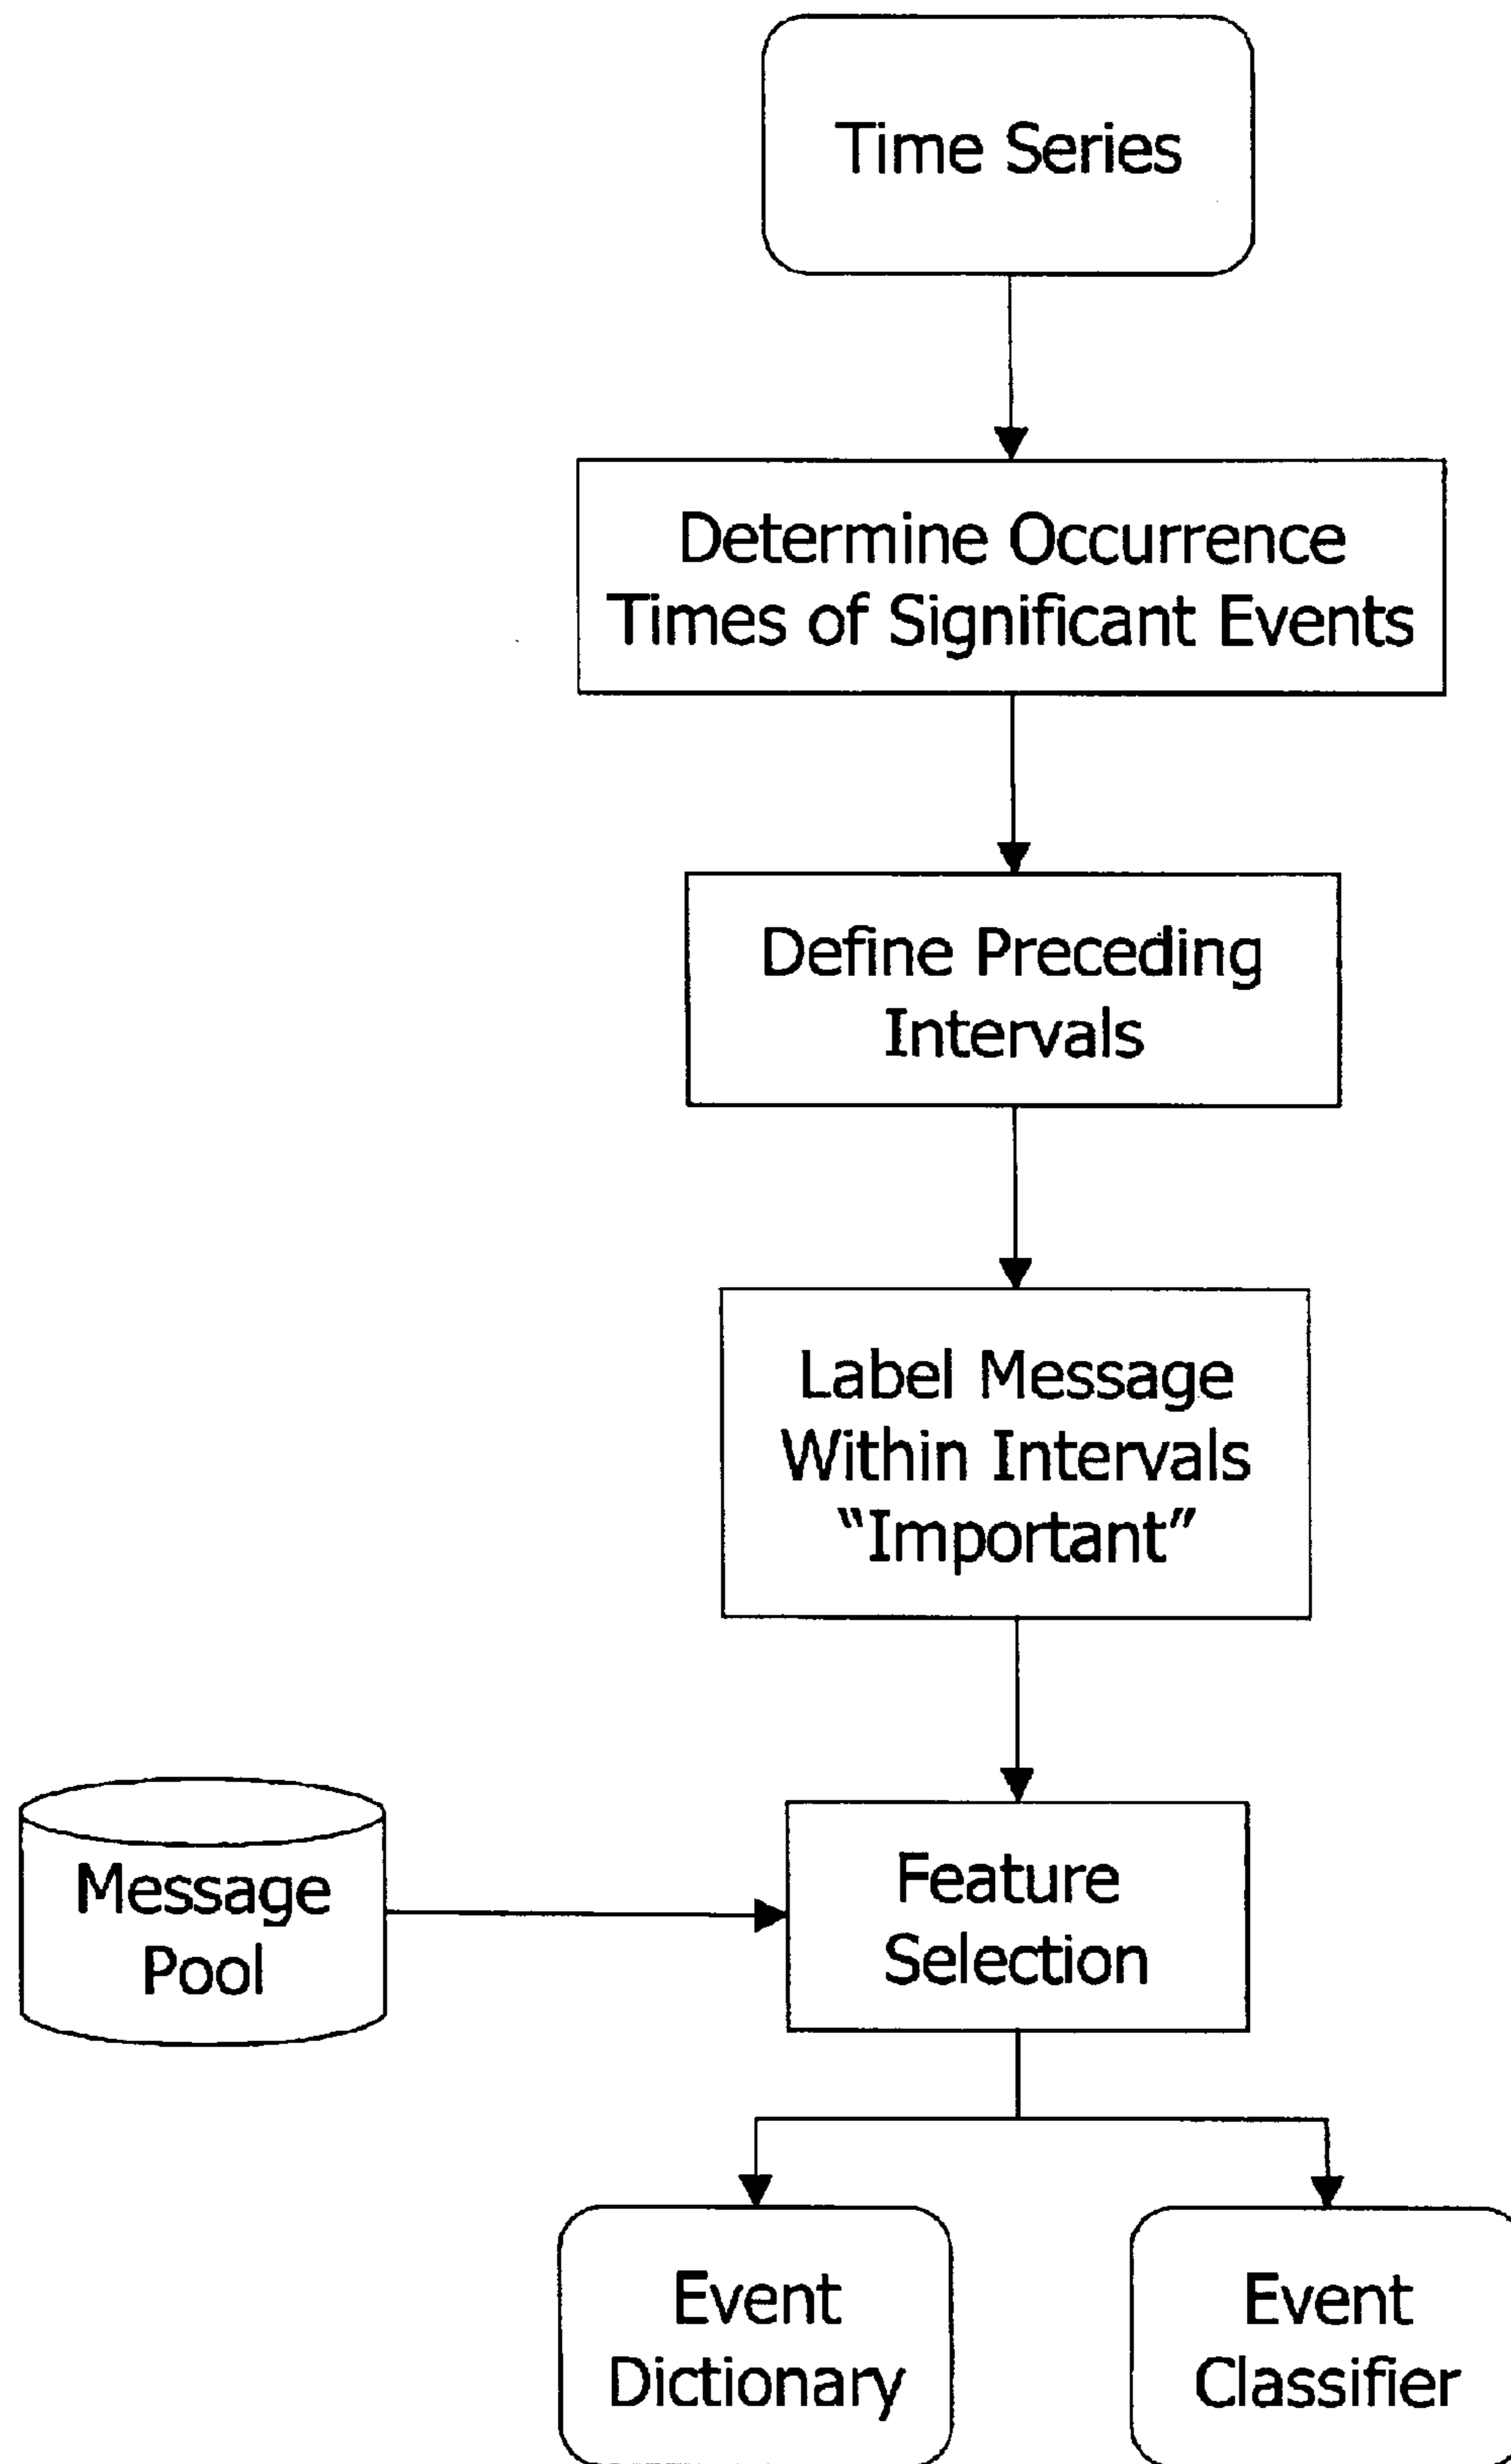 Time Series
Determine Occurrence
Times of Significant Events
Define Preceding
Intervals
Label Message
Within Intervals
“Important”
Message
Pool
Feature
Selection
Event
Dictionary
Event
Classifier